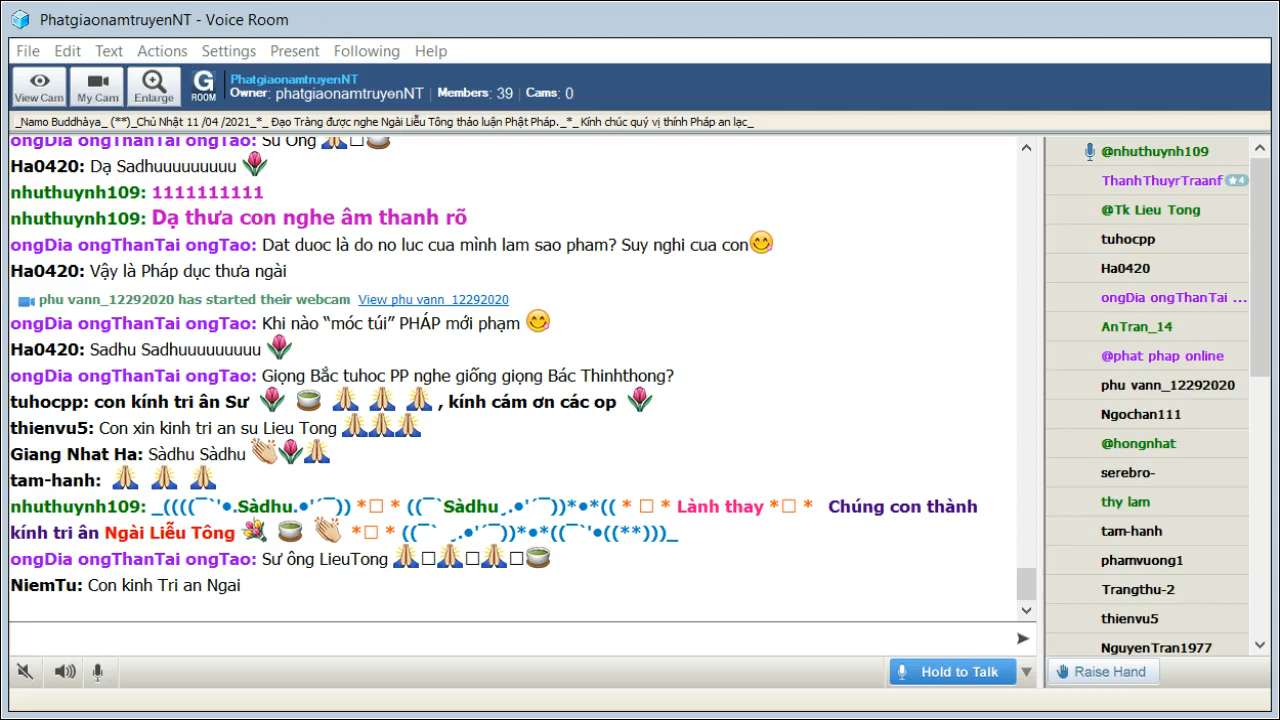 PhatgiaonamtruyenNT - Voice Room
File Edit Text Actions Settings Present Following Help
View Cam My Cam Enlarge G ROOM
PhatgiaonamtruyenNT
Owner: phatgiaonamtruyenNT | Members: 39 | Cams: 0
_Namo Buddhàya_ (**)_Chủ Nhật 11 /04 /2021_*_ Đạo Tràng được nghe Ngài Liễu Tông thảo luận Phật Pháp._*_ Kính chúc quý vị thính Pháp an lạc_
ongDia ongThanTai ongTao: Sư Ông 🙏□🍵
Ha0420: Dạ Sadhuuuuuuuuu 🌷
nhuthuynh109: 1111111111
nhuthuynh109: Dạ thưa con nghe âm thanh rõ
ongDia ongThanTai ongTao: Dat duoc là do no luc cua mình lam sao pham? Suy nghi cua con😋
Ha0420: Vậy là Pháp dục thưa ngài
phu vann_12292020 has started their webcam View phu vann_12292020
ongDia ongThanTai ongTao: Khi nào “móc túi” PHÁP mới phạm 😋
Ha0420: Sadhu Sadhuuuuuuuuu 🌷
ongDia ongThanTai ongTao: Giọng Bắc tuhoc PP nghe giống giọng Bác Thinhthong?
tuhocpp: con kính tri ân Sư 🌷 🍵 🙏 🙏 🙏 , kính cám ơn các op 🌷
thienvu5: Con xin kinh tri an su Lieu Tong 🙏🙏🙏
Giang Nhat Ha: Sàdhu Sàdhu 👏🌷🙏
tam-hanh: 🙏 🙏 🙏
nhuthuynh109: _((((¯`'•.Sàdhu.•'´¯)) *□ * ((¯`Sàdhu¸.•'´¯))*•*(( * □ * Lành thay *□ * Chúng con thành
kính tri ân Ngài Liễu Tông 💐 🍵 👏 *□ * ((¯` ¸.•'´¯))*•*((¯`'•((**)))_
ongDia ongThanTai ongTao: Sư ông LieuTong 🙏□🙏□🙏□🍵
NiemTu: Con kinh Tri an Ngai
Hold to Talk
@nhuthuynh109
ThanhThuyrTraanf ★4
@Tk Lieu Tong
tuhocpp
Ha0420
ongDia ongThanTai ...
AnTran_14
@phat phap online
phu vann_12292020
Ngochan111
@hongnhat
serebro-
thy lam
tam-hanh
phamvuong1
Trangthu-2
thienvu5
NguyenTran1977
Raise Hand